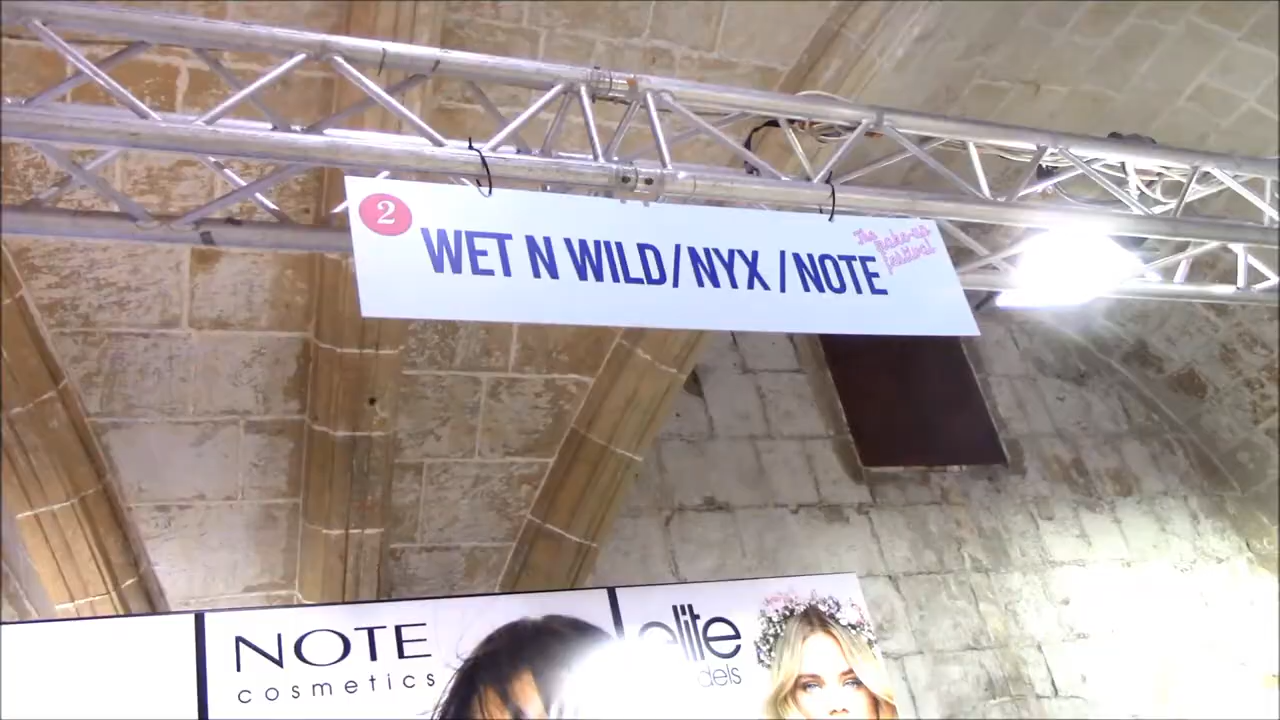 2
WET N WILD/NYX/NOTE
The
make-up
festival
NOTE
cosmetics
elite